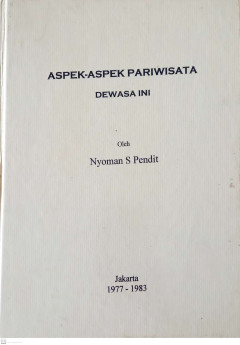 ASPEK-ASPEK PARIWISATA
DEWASA INI
Oleh
Nyoman S Pendit
Jakarta
1977 - 1983